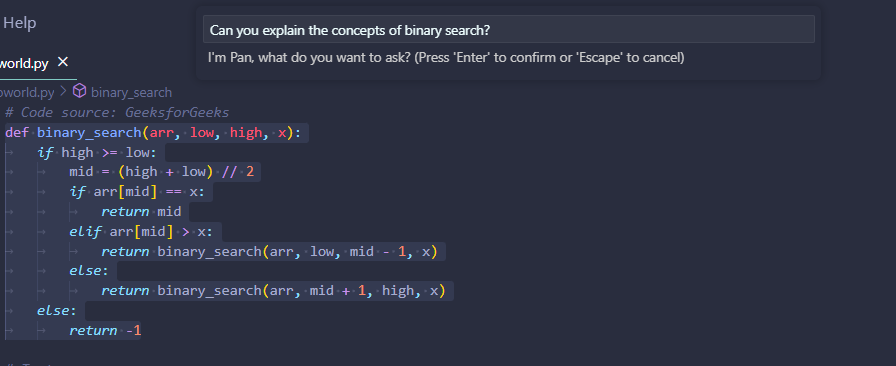 Help
Can you explain the concepts of binary search?
I'm Pan, what do you want to ask? (Press 'Enter' to confirm or 'Escape' to cancel)
world.py ×
oworld.py > binary_search
# Code source: GeeksforGeeks
def binary_search(arr, low, high, x):
if high >= low:
mid = (high + low) // 2
if arr[mid] == x:
return mid
elif arr[mid] > x:
return binary_search(arr, low, mid - 1, x)
else:
return binary_search(arr, mid + 1, high, x)
else:
return -1